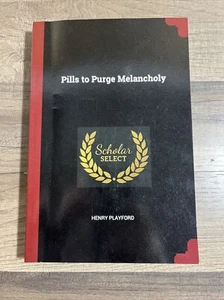 Pills to Purge Melancholy
Scholar
SELECT
HENRY PLAYFORD